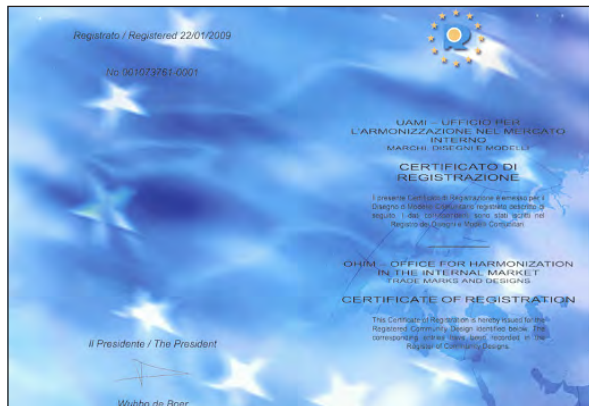 Registrato / Registered 22/01/2009
No 001073761-0001
Il Presidente / The President
Wubbo de Boer
UAMI – UFFICIO PER
L'ARMONIZZAZIONE NEL MERCATO
INTERNO
MARCHI, DISEGNI E MODELLI
CERTIFICATO DI
REGISTRAZIONE
Il presente Certificato di Registrazione è emesso per il
Disegno o Modello Comunitario registrato descritto di
seguito. I dati corrispondenti sono stati iscritti nel
Registro dei Disegni e Modelli Comunitari.
OHIM – OFFICE FOR HARMONIZATION
IN THE INTERNAL MARKET
TRADE MARKS AND DESIGNS
CERTIFICATE OF REGISTRATION
This Certificate of Registration is hereby issued for the
Registered Community Design identified below. The
corresponding entries have been recorded in the
Register of Community Designs.